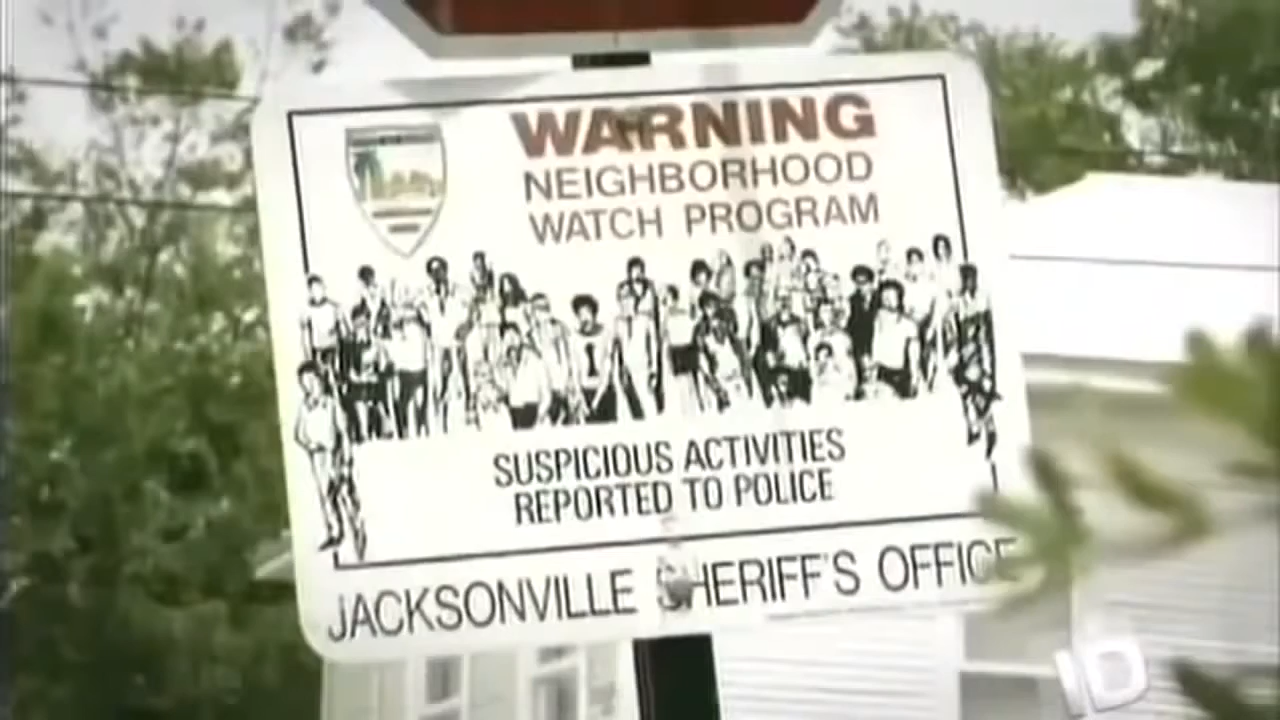 WARNING
NEIGHBORHOOD
WATCH PROGRAM
SUSPICIOUS ACTIVITIES
REPORTED TO POLICE
JACKSONVILLE SHERIFF'S OFFICE
ID